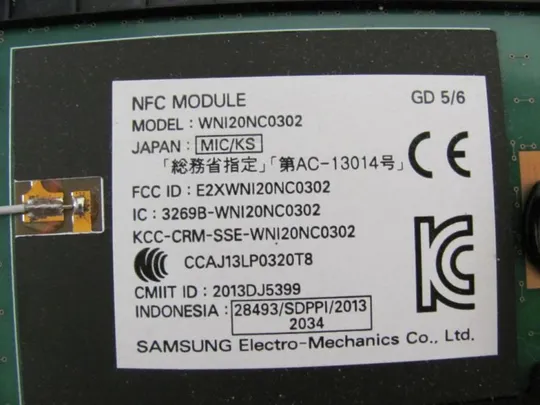 NFC MODULE GD 5/6
MODEL : WNI20NC0302
JAPAN : MIC/KS
「総務省指定」「第AC-13014号」
FCC ID : E2XWNI20NC0302
IC : 3269B-WNI20NC0302
KCC-CRM-SSE-WNI20NC0302
CCAJ13LP0320T8
CMIIT ID : 2013DJ5399
INDONESIA : 28493/SDPPI/2013
2034
SAMSUNG Electro-Mechanics Co., Ltd.
CE
KC